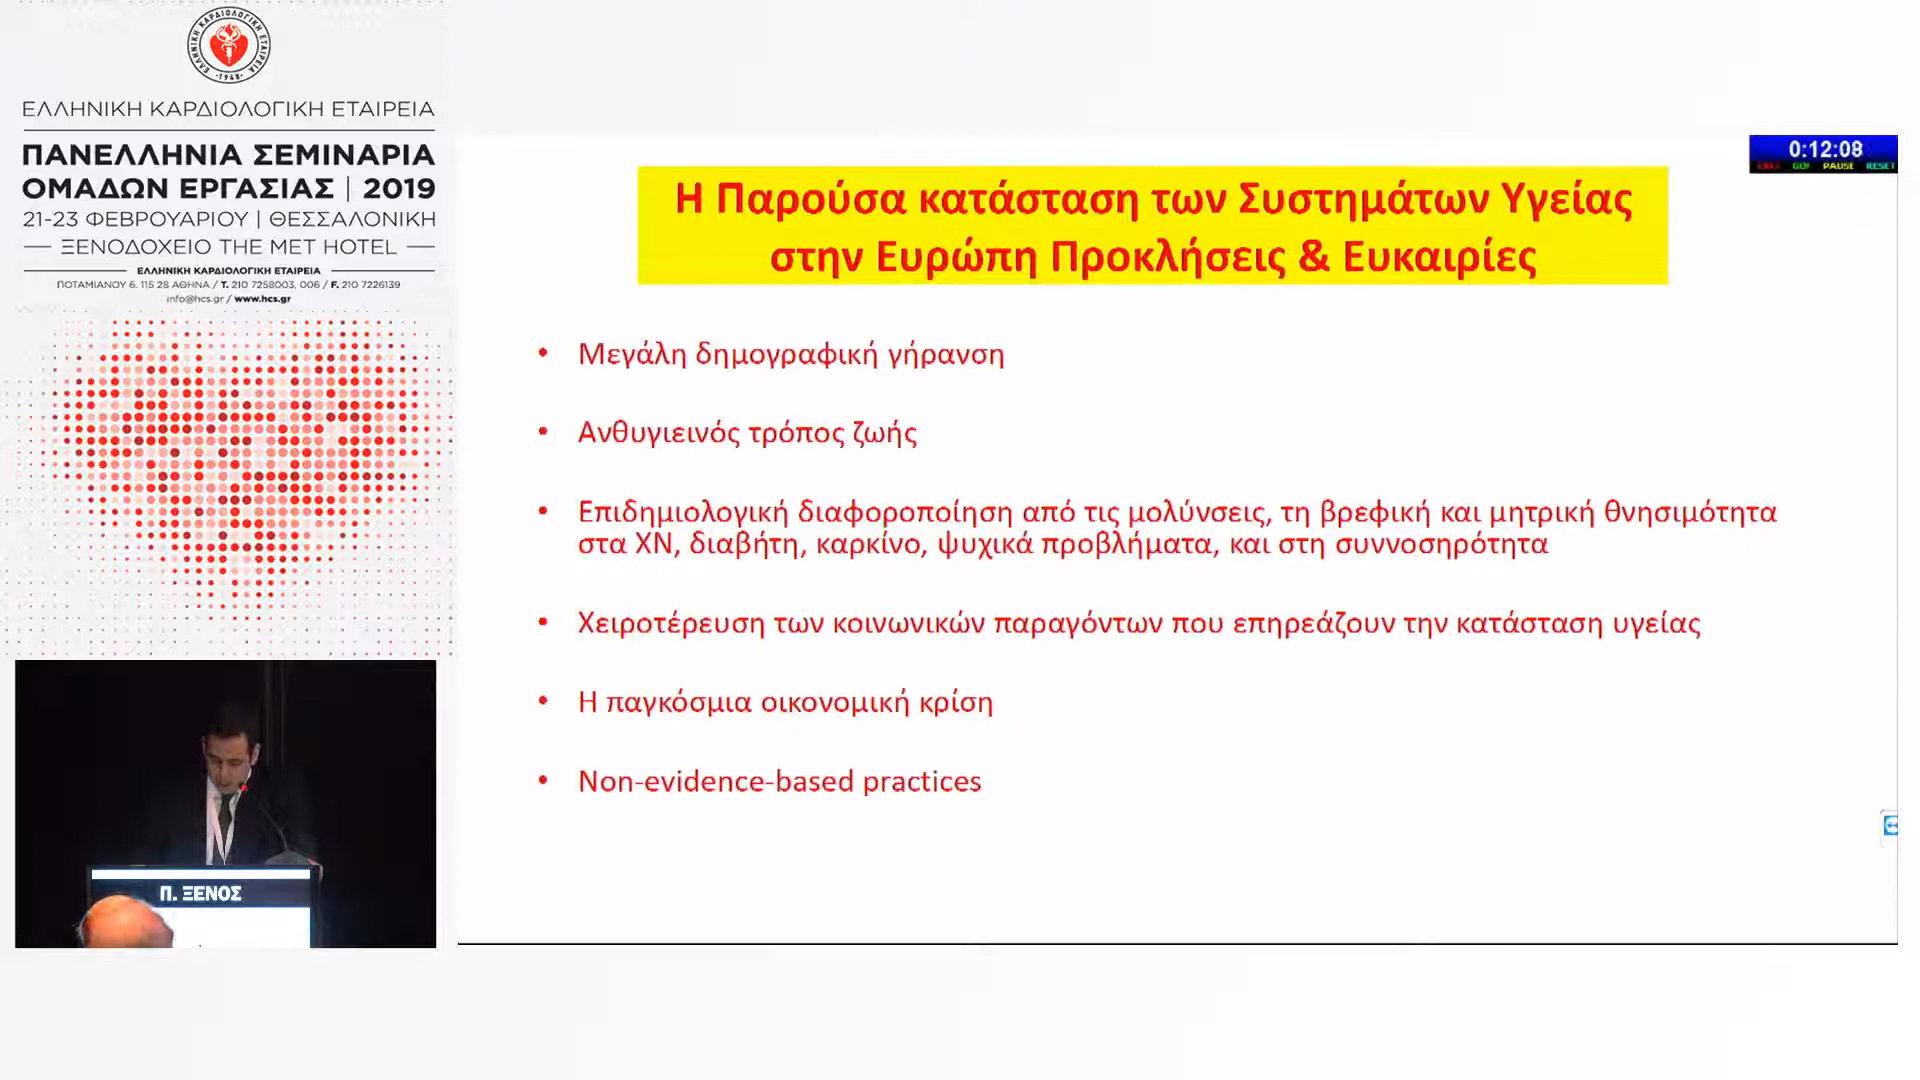 ΕΛΛΗΝΙΚΗ ΚΑΡΔΙΟΛΟΓΙΚΗ ΕΤΑΙΡΕΙΑ
-1948-
ΕΛΛΗΝΙΚΗ ΚΑΡΔΙΟΛΟΓΙΚΗ ΕΤΑΙΡΕΙΑ
ΠΑΝΕΛΛΗΝΙΑ ΣΕΜΙΝΑΡΙΑ
ΟΜΑΔΩΝ ΕΡΓΑΣΙΑΣ | 2019
21-23 ΦΕΒΡΟΥΑΡΙΟΥ | ΘΕΣΣΑΛΟΝΙΚΗ
ΞΕΝΟΔΟΧΕΙΟ THE MET HOTEL
ΕΛΛΗΝΙΚΗ ΚΑΡΔΙΟΛΟΓΙΚΗ ΕΤΑΙΡΕΙΑ
ΠΟΤΑΜΙΑΝΟΥ 6, 115 28 ΑΘΗΝΑ / T. 210 7258003, 006 / F. 210 7226139
info@hcs.gr / www.hcs.gr
Π. ΞΕΝΟΣ
0:12:08
GO! PAUSE RESET
Η Παρούσα κατάσταση των Συστημάτων Υγείας
στην Ευρώπη Προκλήσεις & Ευκαιρίες
• Μεγάλη δημογραφική γήρανση
• Ανθυγιεινός τρόπος ζωής
• Επιδημιολογική διαφοροποίηση από τις μολύνσεις, τη βρεφική και μητρική θνησιμότητα
στα ΧΝ, διαβήτη, καρκίνο, ψυχικά προβλήματα, και στη συννοσηρότητα
• Χειροτέρευση των κοινωνικών παραγόντων που επηρεάζουν την κατάσταση υγείας
• Η παγκόσμια οικονομική κρίση
• Non-evidence-based practices